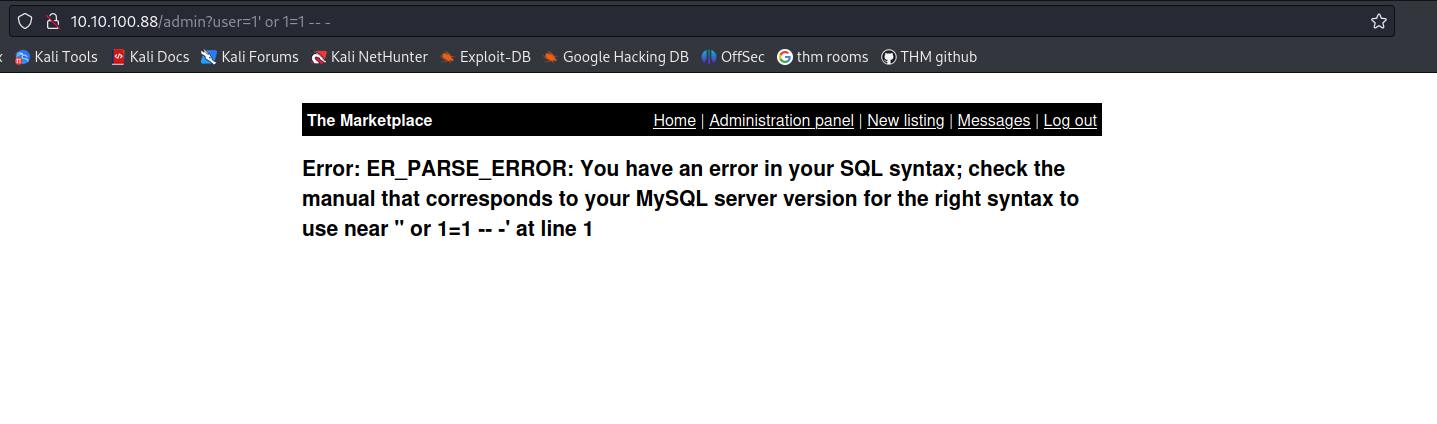 10.10.100.88/admin?user=1' or 1=1 -- -
Kali Tools Kali Docs Kali Forums Kali NetHunter Exploit-DB Google Hacking DB OffSec thm rooms THM github
The Marketplace Home | Administration panel | New listing | Messages | Log out
Error: ER_PARSE_ERROR: You have an error in your SQL syntax; check the
manual that corresponds to your MySQL server version for the right syntax to
use near '' or 1=1 -- -' at line 1